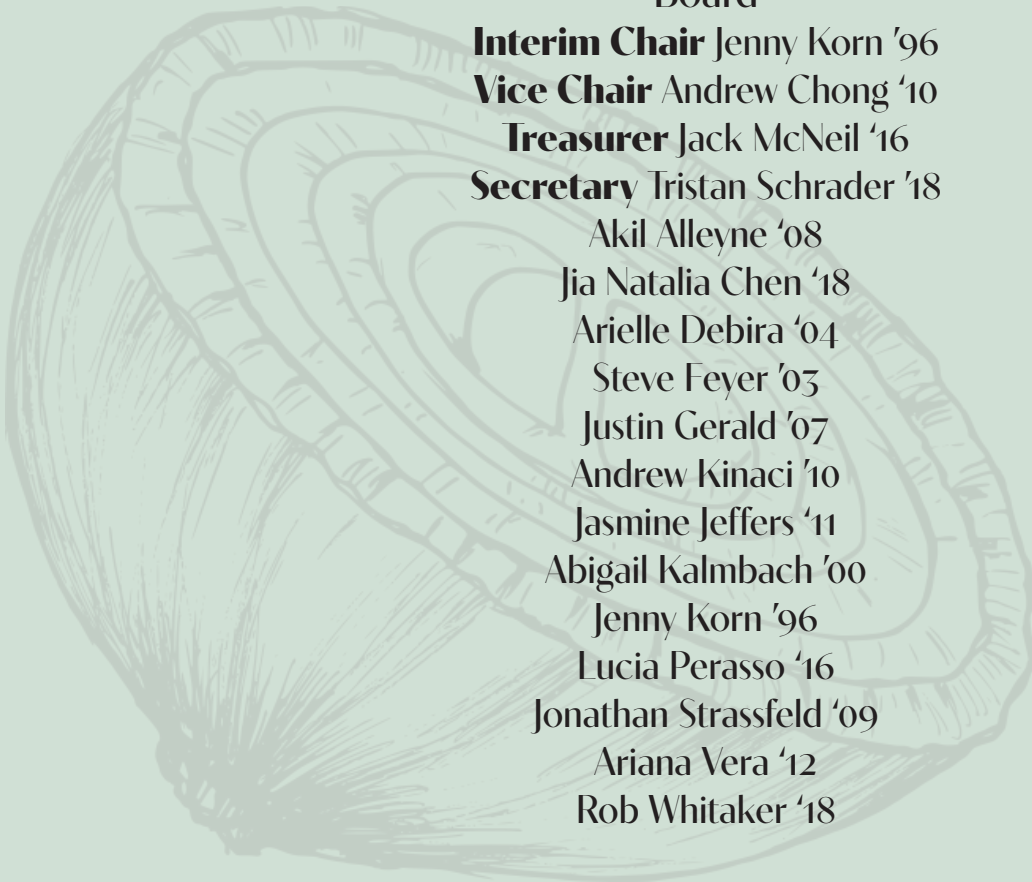 Board
Interim Chair Jenny Korn ’96
Vice Chair Andrew Chong ‘10
Treasurer Jack McNeil ‘16
Secretary Tristan Schrader ’18
Akil Alleyne ‘08
Jia Natalia Chen ‘18
Arielle Debira ‘04
Steve Feyer ’03
Justin Gerald ’07
Andrew Kinaci ’10
Jasmine Jeffers ‘11
Abigail Kalmbach ’00
Jenny Korn ’96
Lucia Perasso ‘16
Jonathan Strassfeld ‘09
Ariana Vera ‘12
Rob Whitaker ‘18